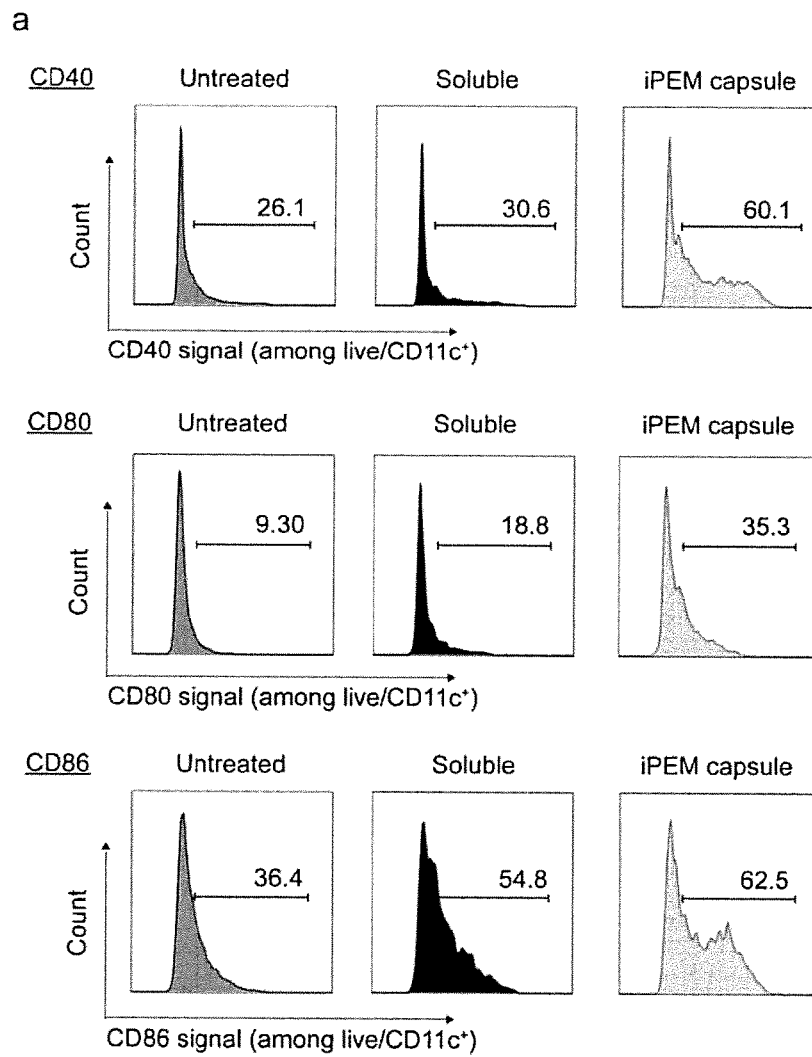 a
CD40 Untreated Soluble iPEM capsule
26.1 30.6 60.1
Count
CD40 signal (among live/CD11c⁺)
CD80 Untreated Soluble iPEM capsule
9.30 18.8 35.3
Count
CD80 signal (among live/CD11c⁺)
CD86 Untreated Soluble iPEM capsule
36.4 54.8 62.5
Count
CD86 signal (among live/CD11c⁺)